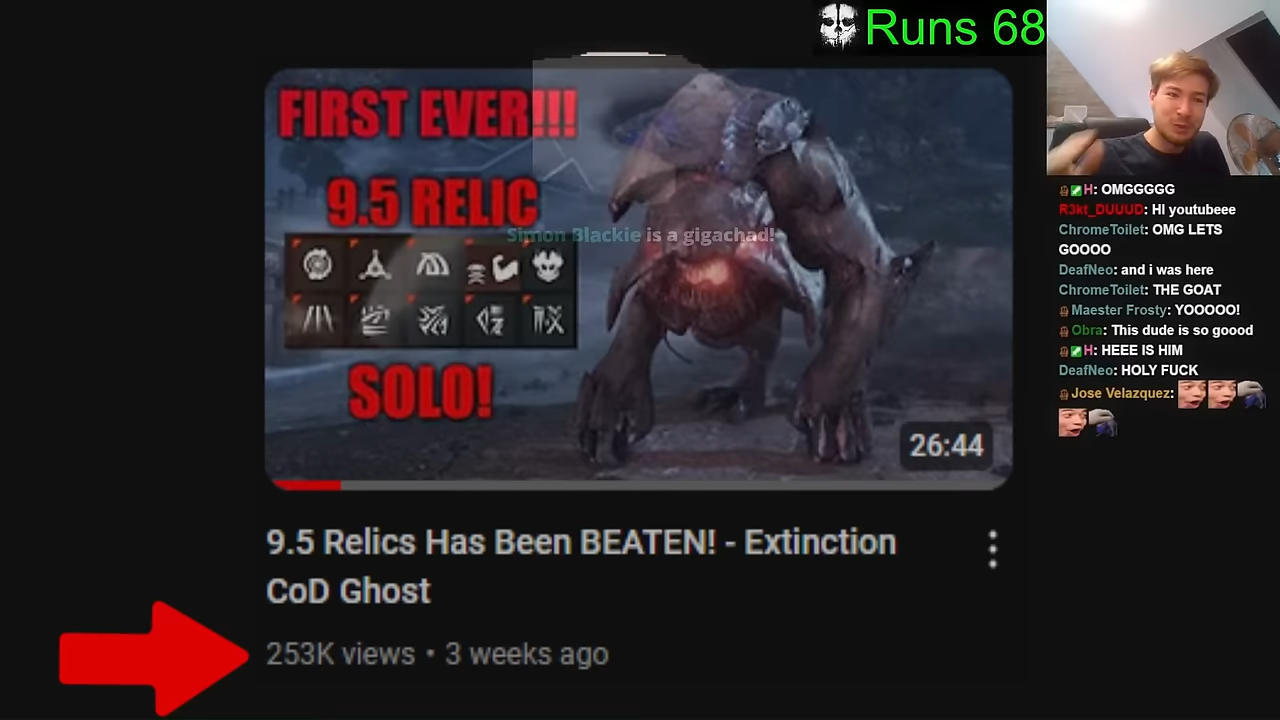 Runs 68
FIRST EVER!!!
9.5 RELIC
Simon Blackie is a gigachad!
SOLO!
26:44
9.5 Relics Has Been BEATEN! - Extinction
CoD Ghost
253K views • 3 weeks ago
H: OMGGGGG
R3kt_DUUUD: HI youtubeee
ChromeToilet: OMG LETS
GOOOO
DeafNeo: and i was here
ChromeToilet: THE GOAT
Maester Frosty: YOOOOO!
Obra: This dude is so goood
H: HEEE IS HIM
DeafNeo: HOLY FUCK
Jose Velazquez: